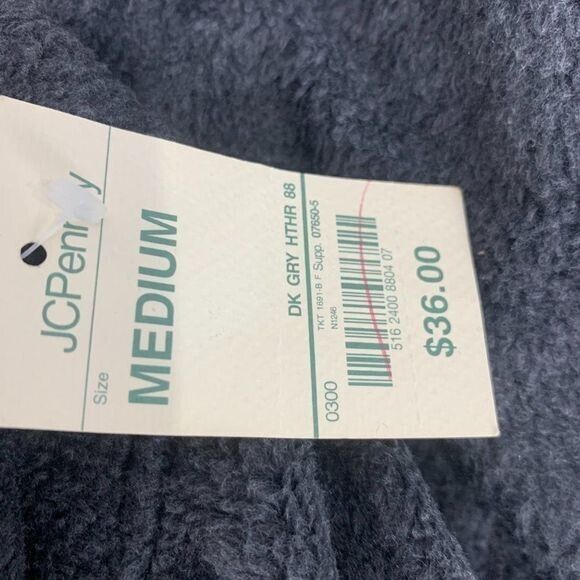 JCPenney
Size
MEDIUM
DK GRY HTHR 88
TKT 1691-B F Supp. 07650-5
N1246
0300
516 2400 8804 07
$36.00